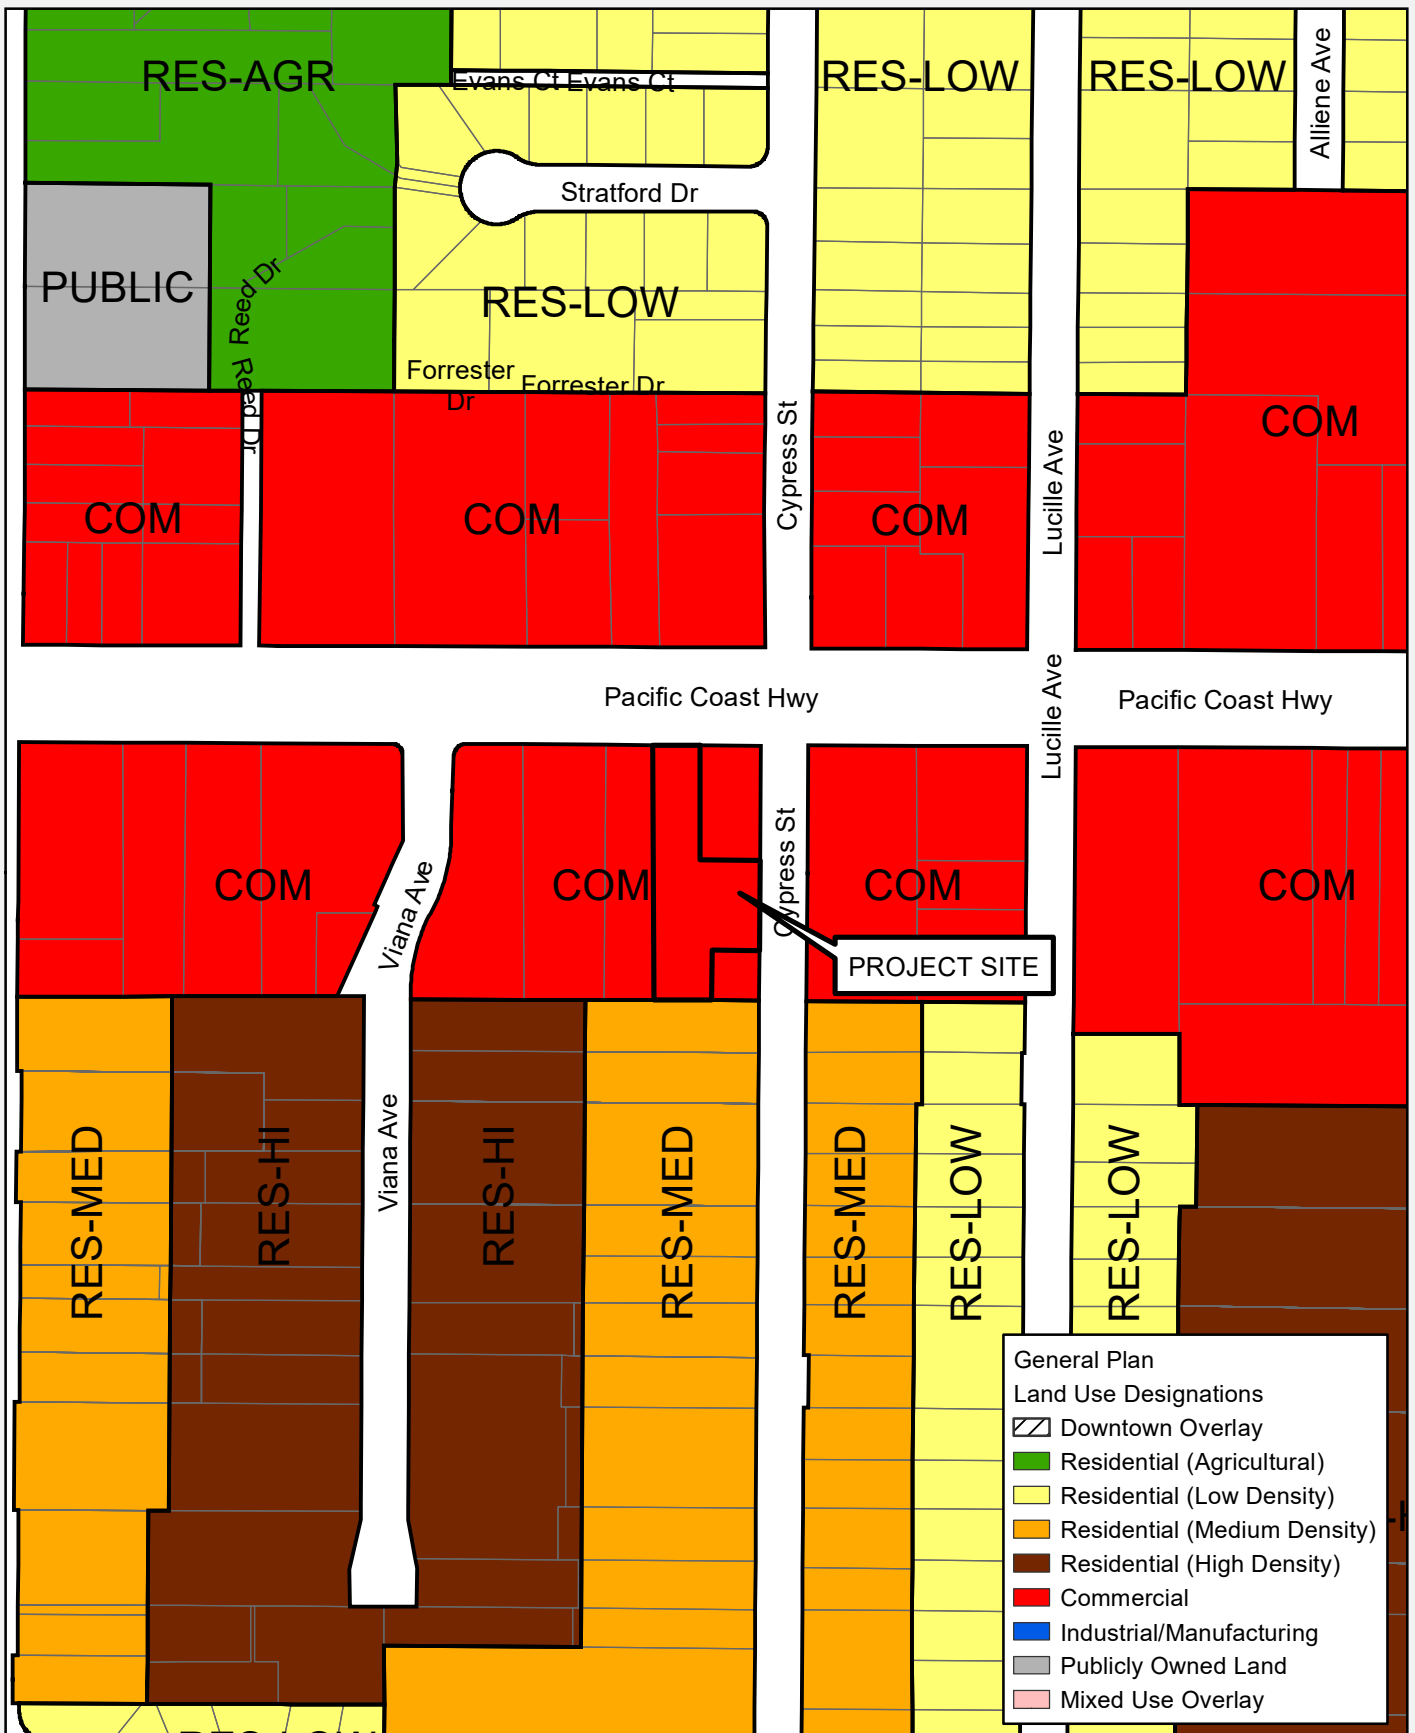 RES-AGR
Evans Ct Evans Ct
RES-LOW
RES-LOW
Alliene Ave
Stratford Dr
PUBLIC
Reed Dr
RES-LOW
Forrester
Dr
Forrester Dr
Reed Dr
COM
COM
COM
COM
Cypress St
Lucille Ave
Pacific Coast Hwy
Lucille Ave
Pacific Coast Hwy
COM
Viana Ave
COM
Cypress St
COM
COM
PROJECT SITE
RES-MED
RES-HI
Viana Ave
RES-HI
RES-MED
RES-MED
RES-LOW
RES-LOW
General Plan
Land Use Designations
Downtown Overlay
Residential (Agricultural)
Residential (Low Density)
Residential (Medium Density)
Residential (High Density)
Commercial
Industrial/Manufacturing
Publicly Owned Land
Mixed Use Overlay
RES-LOW